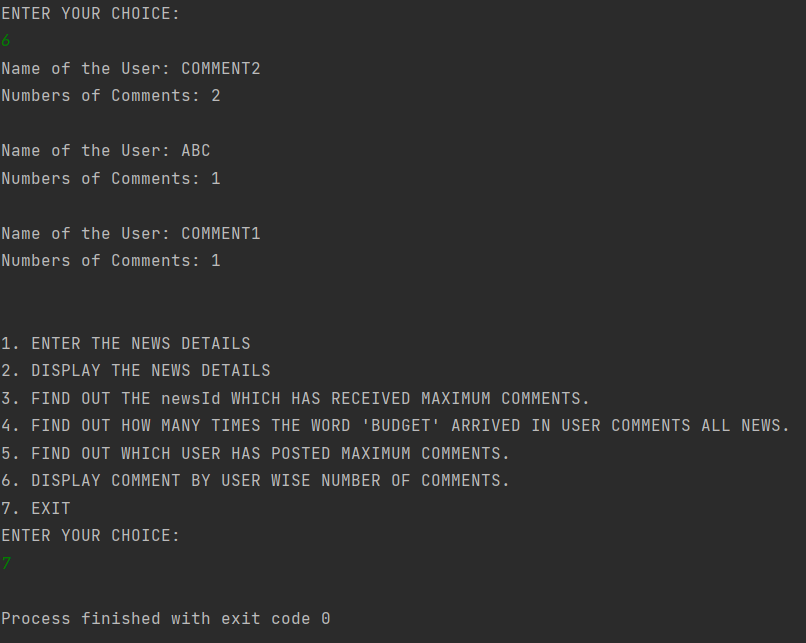 ENTER YOUR CHOICE:
6
Name of the User: COMMENT2
Numbers of Comments: 2
Name of the User: ABC
Numbers of Comments: 1
Name of the User: COMMENT1
Numbers of Comments: 1
1. ENTER THE NEWS DETAILS
2. DISPLAY THE NEWS DETAILS
3. FIND OUT THE newsId WHICH HAS RECEIVED MAXIMUM COMMENTS.
4. FIND OUT HOW MANY TIMES THE WORD 'BUDGET' ARRIVED IN USER COMMENTS ALL NEWS.
5. FIND OUT WHICH USER HAS POSTED MAXIMUM COMMENTS.
6. DISPLAY COMMENT BY USER WISE NUMBER OF COMMENTS.
7. EXIT
ENTER YOUR CHOICE:
7
Process finished with exit code 0